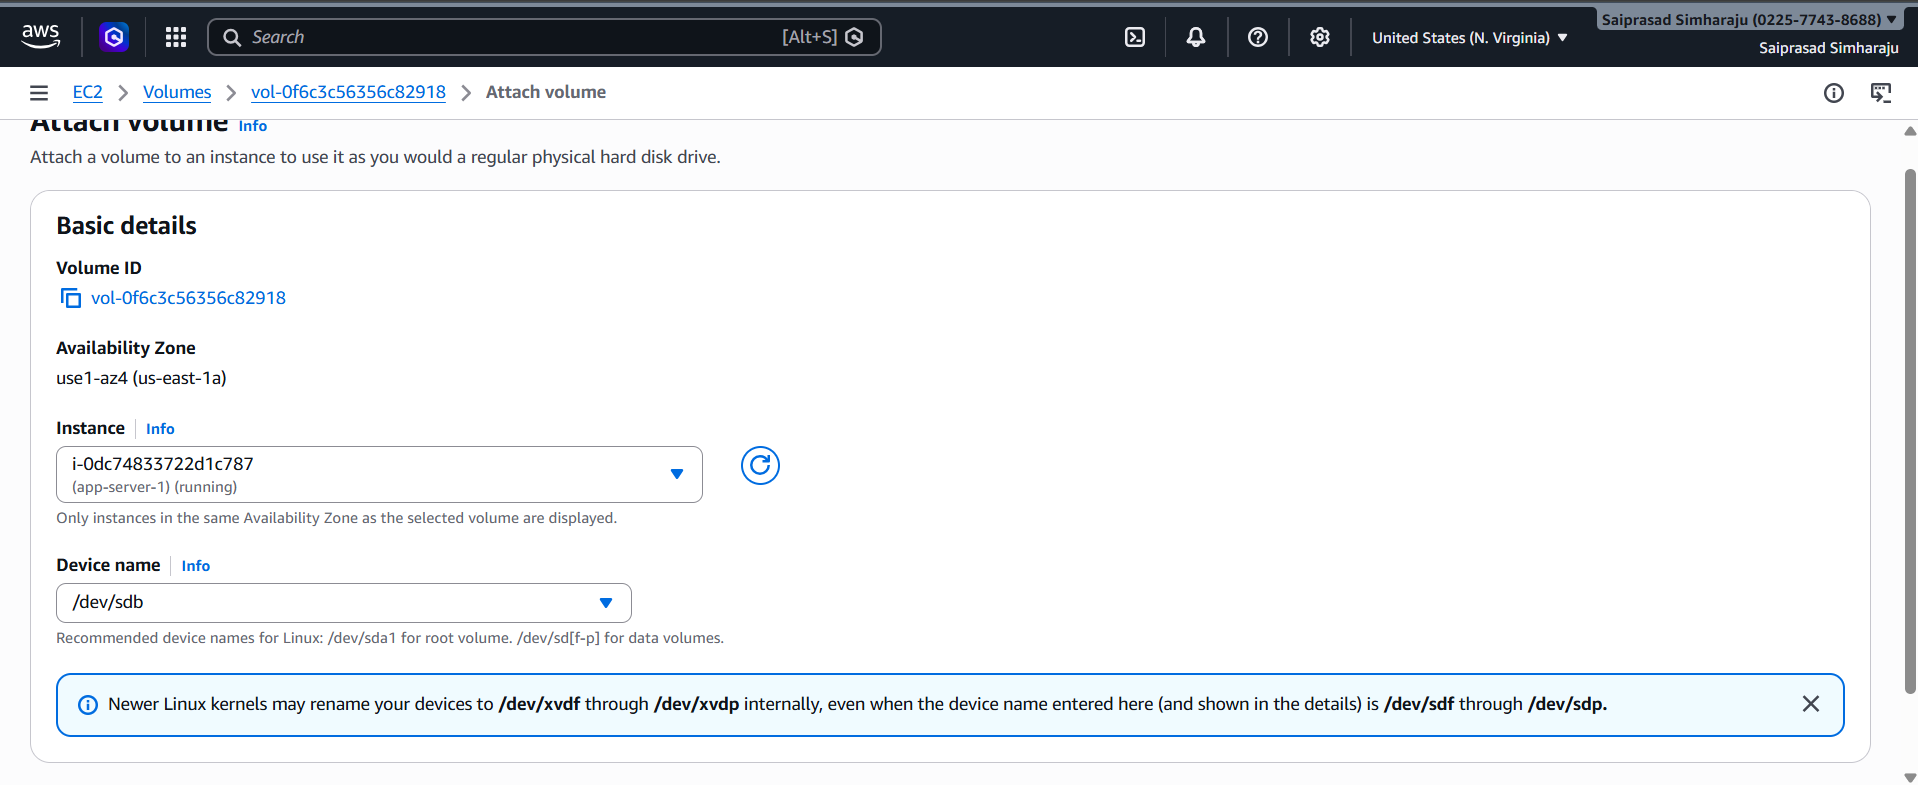 aws
Search
[Alt+S]
United States (N. Virginia)
Saiprasad Simharaju (0225-7743-8688)
Saiprasad Simharaju
EC2
Volumes
vol-0f6c3c56356c82918
Attach volume
Attach volume Info
Attach a volume to an instance to use it as you would a regular physical hard disk drive.
Basic details
Volume ID
vol-0f6c3c56356c82918
Availability Zone
use1-az4 (us-east-1a)
Instance Info
i-0dc74833722d1c787
(app-server-1) (running)
Only instances in the same Availability Zone as the selected volume are displayed.
Device name Info
/dev/sdb
Recommended device names for Linux: /dev/sda1 for root volume. /dev/sd[f-p] for data volumes.
Newer Linux kernels may rename your devices to /dev/xvdf through /dev/xvdp internally, even when the device name entered here (and shown in the details) is /dev/sdf through /dev/sdp.